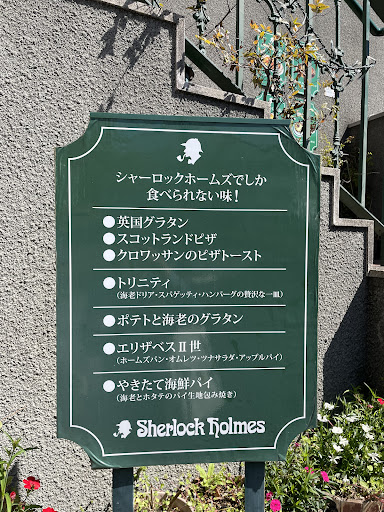 シャーロックホームズでしか
食べられない味！
●英国グラタン
●スコットランドピザ
●クロワッサンのピザトースト
●トリニティ
（海老ドリア・スパゲッティ・ハンバーグの贅沢な一皿）
●ポテトと海老のグラタン
●エリザベスⅡ世
（ホームズパン・オムレツ・ツナサラダ・アップルパイ）
●やきたて海鮮パイ
（海老とホタテのパイ生地包み焼き）
Sherlock Holmes